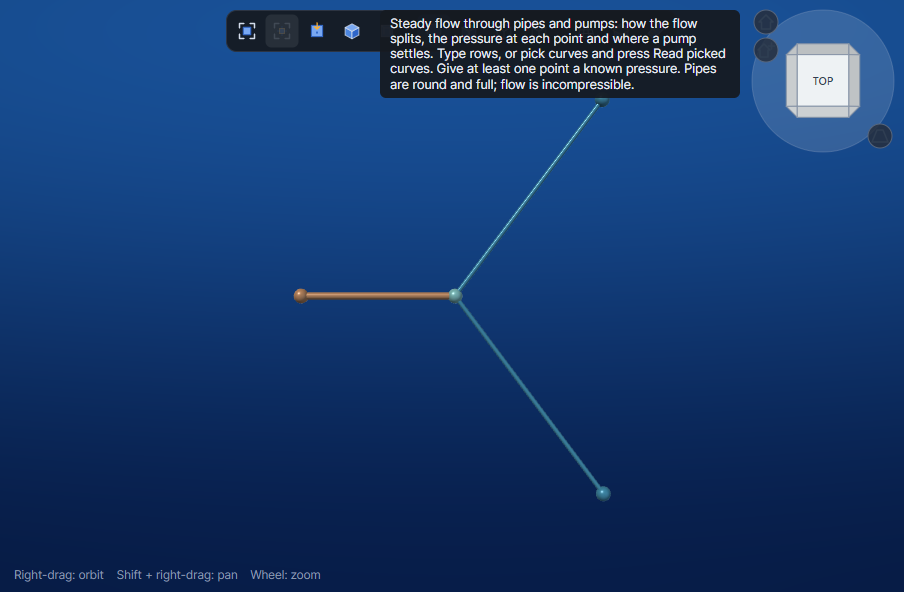 Steady flow through pipes and pumps: how the flow
splits, the pressure at each point and where a pump
settles. Type rows, or pick curves and press Read picked
curves. Give at least one point a known pressure. Pipes
are round and full; flow is incompressible.
TOP
Right-drag: orbit    Shift + right-drag: pan    Wheel: zoom